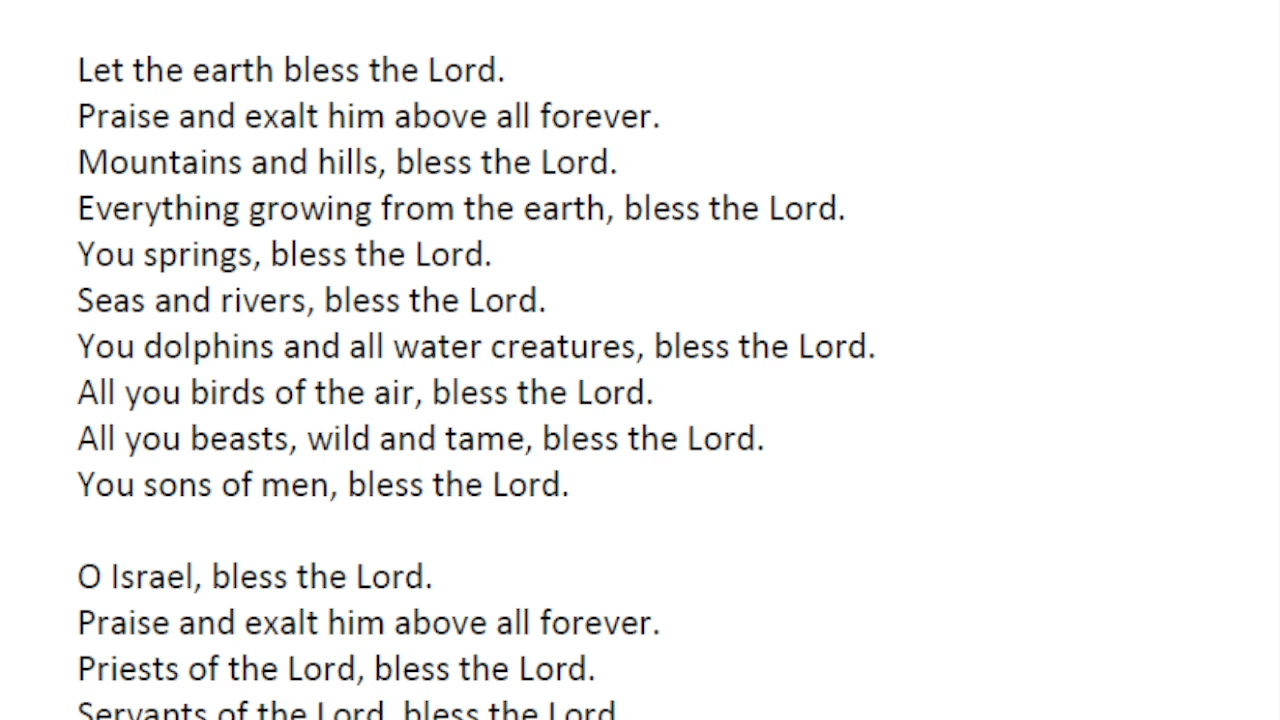 Let the earth bless the Lord.
Praise and exalt him above all forever.
Mountains and hills, bless the Lord.
Everything growing from the earth, bless the Lord.
You springs, bless the Lord.
Seas and rivers, bless the Lord.
You dolphins and all water creatures, bless the Lord.
All you birds of the air, bless the Lord.
All you beasts, wild and tame, bless the Lord.
You sons of men, bless the Lord.
O Israel, bless the Lord.
Praise and exalt him above all forever.
Priests of the Lord, bless the Lord.
Servants of the Lord, bless the Lord.